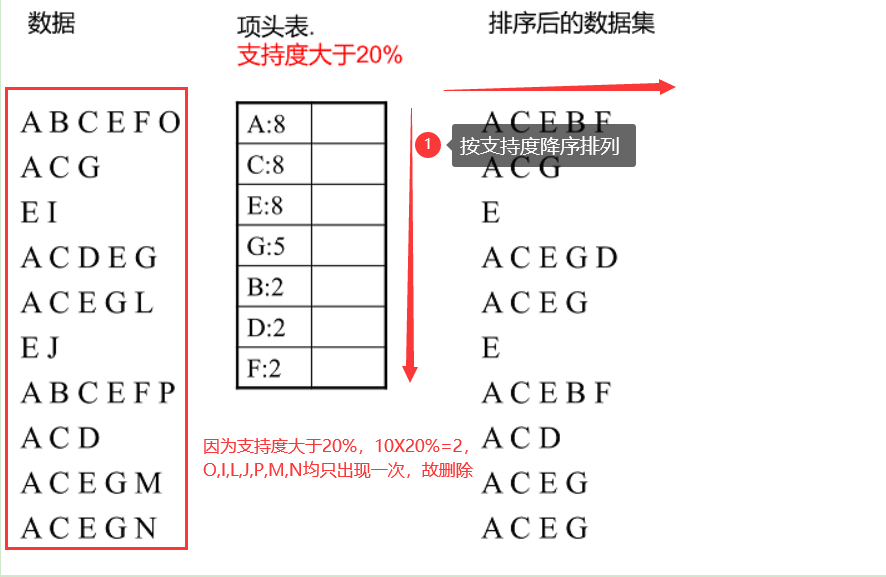 数据
A B C E F O
A C G
E I
A C D E G
A C E G L
E J
A B C E F P
A C D
A C E G M
A C E G N
项头表.
支持度大于20%
A:8
C:8
E:8
G:5
B:2
D:2
F:2
1 按支持度降序排列
因为支持度大于20%，10X20%=2，
O,I,L,J,P,M,N均只出现一次，故删除
排序后的数据集
A C E B F
A C G
E
A C E G D
A C E G
E
A C E B F
A C D
A C E G
A C E G